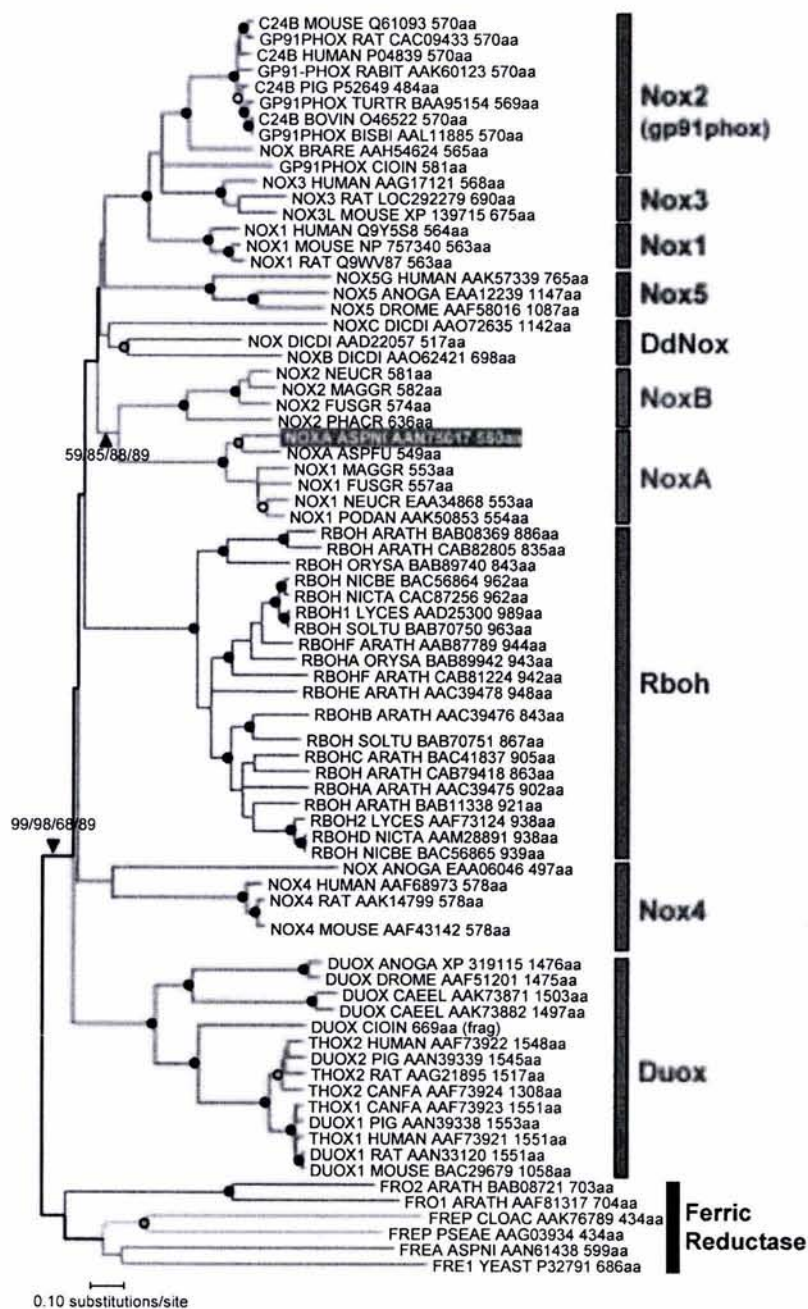 C24B MOUSE Q61093 570aa
GP91PHOX RAT CAC09433 570aa
C24B HUMAN P04839 570aa
GP91-PHOX RABIT AAK60123 570aa
C24B PIG P52649 484aa
GP91PHOX TURTR BAA95154 569aa
C24B BOVIN O46522 570aa
GP91PHOX BISBI AAL11885 570aa
NOX BRARE AAH54624 565aa
GP91PHOX CIOIN 581aa
Nox2
(gp91phox)
NOX3 HUMAN AAG17121 568aa
NOX3 RAT LOC292279 690aa
NOX3L MOUSE XP 139715 675aa
Nox3
NOX1 HUMAN Q9Y5S8 564aa
NOX1 MOUSE NP 757340 563aa
NOX1 RAT Q9WV87 563aa
Nox1
NOX5G HUMAN AAK57339 765aa
NOX5 ANOGA EAA12239 1147aa
NOX5 DROME AAF58016 1087aa
Nox5
NOXC DICDI AAO72635 1142aa
NOX DICDI AAD22057 517aa
NOXB DICDI AAO62421 698aa
DdNox
NOX2 NEUCR 581aa
NOX2 MAGGR 582aa
NOX2 FUSGR 574aa
NOX2 PHACR 636aa
NoxB
59/85/88/89
NOXA ASPNI AAN75017 550aa
NOXA ASPFU 549aa
NOX1 MAGGR 553aa
NOX1 FUSGR 557aa
NOX1 NEUCR EAA34868 553aa
NOX1 PODAN AAK50853 554aa
NoxA
RBOH ARATH BAB08369 886aa
RBOH ARATH CAB82805 835aa
RBOH ORYSA BAB89740 843aa
RBOH NICBE BAC56864 962aa
RBOH NICTA CAC87256 962aa
RBOH1 LYCES AAD25300 989aa
RBOH SOLTU BAB70750 963aa
RBOHF ARATH AAB87789 944aa
RBOHA ORYSA BAB89942 943aa
RBOHF ARATH CAB81224 942aa
RBOHE ARATH AAC39478 948aa
RBOHB ARATH AAC39476 843aa
RBOH SOLTU BAB70751 867aa
RBOHC ARATH BAC41837 905aa
RBOH ARATH CAB79418 863aa
RBOHA ARATH AAC39475 902aa
RBOH ARATH BAB11338 921aa
RBOH2 LYCES AAF73124 938aa
RBOHD NICTA AAM28891 938aa
RBOH NICBE BAC56865 939aa
Rboh
99/98/68/89
NOX ANOGA EAA06046 497aa
NOX4 HUMAN AAF68973 578aa
NOX4 RAT AAK14799 578aa
NOX4 MOUSE AAF43142 578aa
Nox4
DUOX ANOGA XP 319115 1476aa
DUOX DROME AAF51201 1475aa
DUOX CAEEL AAK73871 1503aa
DUOX CAEEL AAK73882 1497aa
DUOX CIOIN 669aa (frag)
THOX2 HUMAN AAF73922 1548aa
DUOX2 PIG AAN39339 1545aa
THOX2 RAT AAG21895 1517aa
THOX2 CANFA AAF73924 1308aa
THOX1 CANFA AAF73923 1551aa
DUOX1 PIG AAN39338 1553aa
THOX1 HUMAN AAF73921 1551aa
DUOX1 RAT AAN33120 1551aa
DUOX1 MOUSE BAC29679 1058aa
Duox
FRO2 ARATH BAB08721 703aa
FRO1 ARATH AAF81317 704aa
FREP CLOAC AAK76789 434aa
FREP PSEAE AAG03934 434aa
FREA ASPNI AAN61438 599aa
FRE1 YEAST P32791 686aa
Ferric
Reductase
0.10 substitutions/site